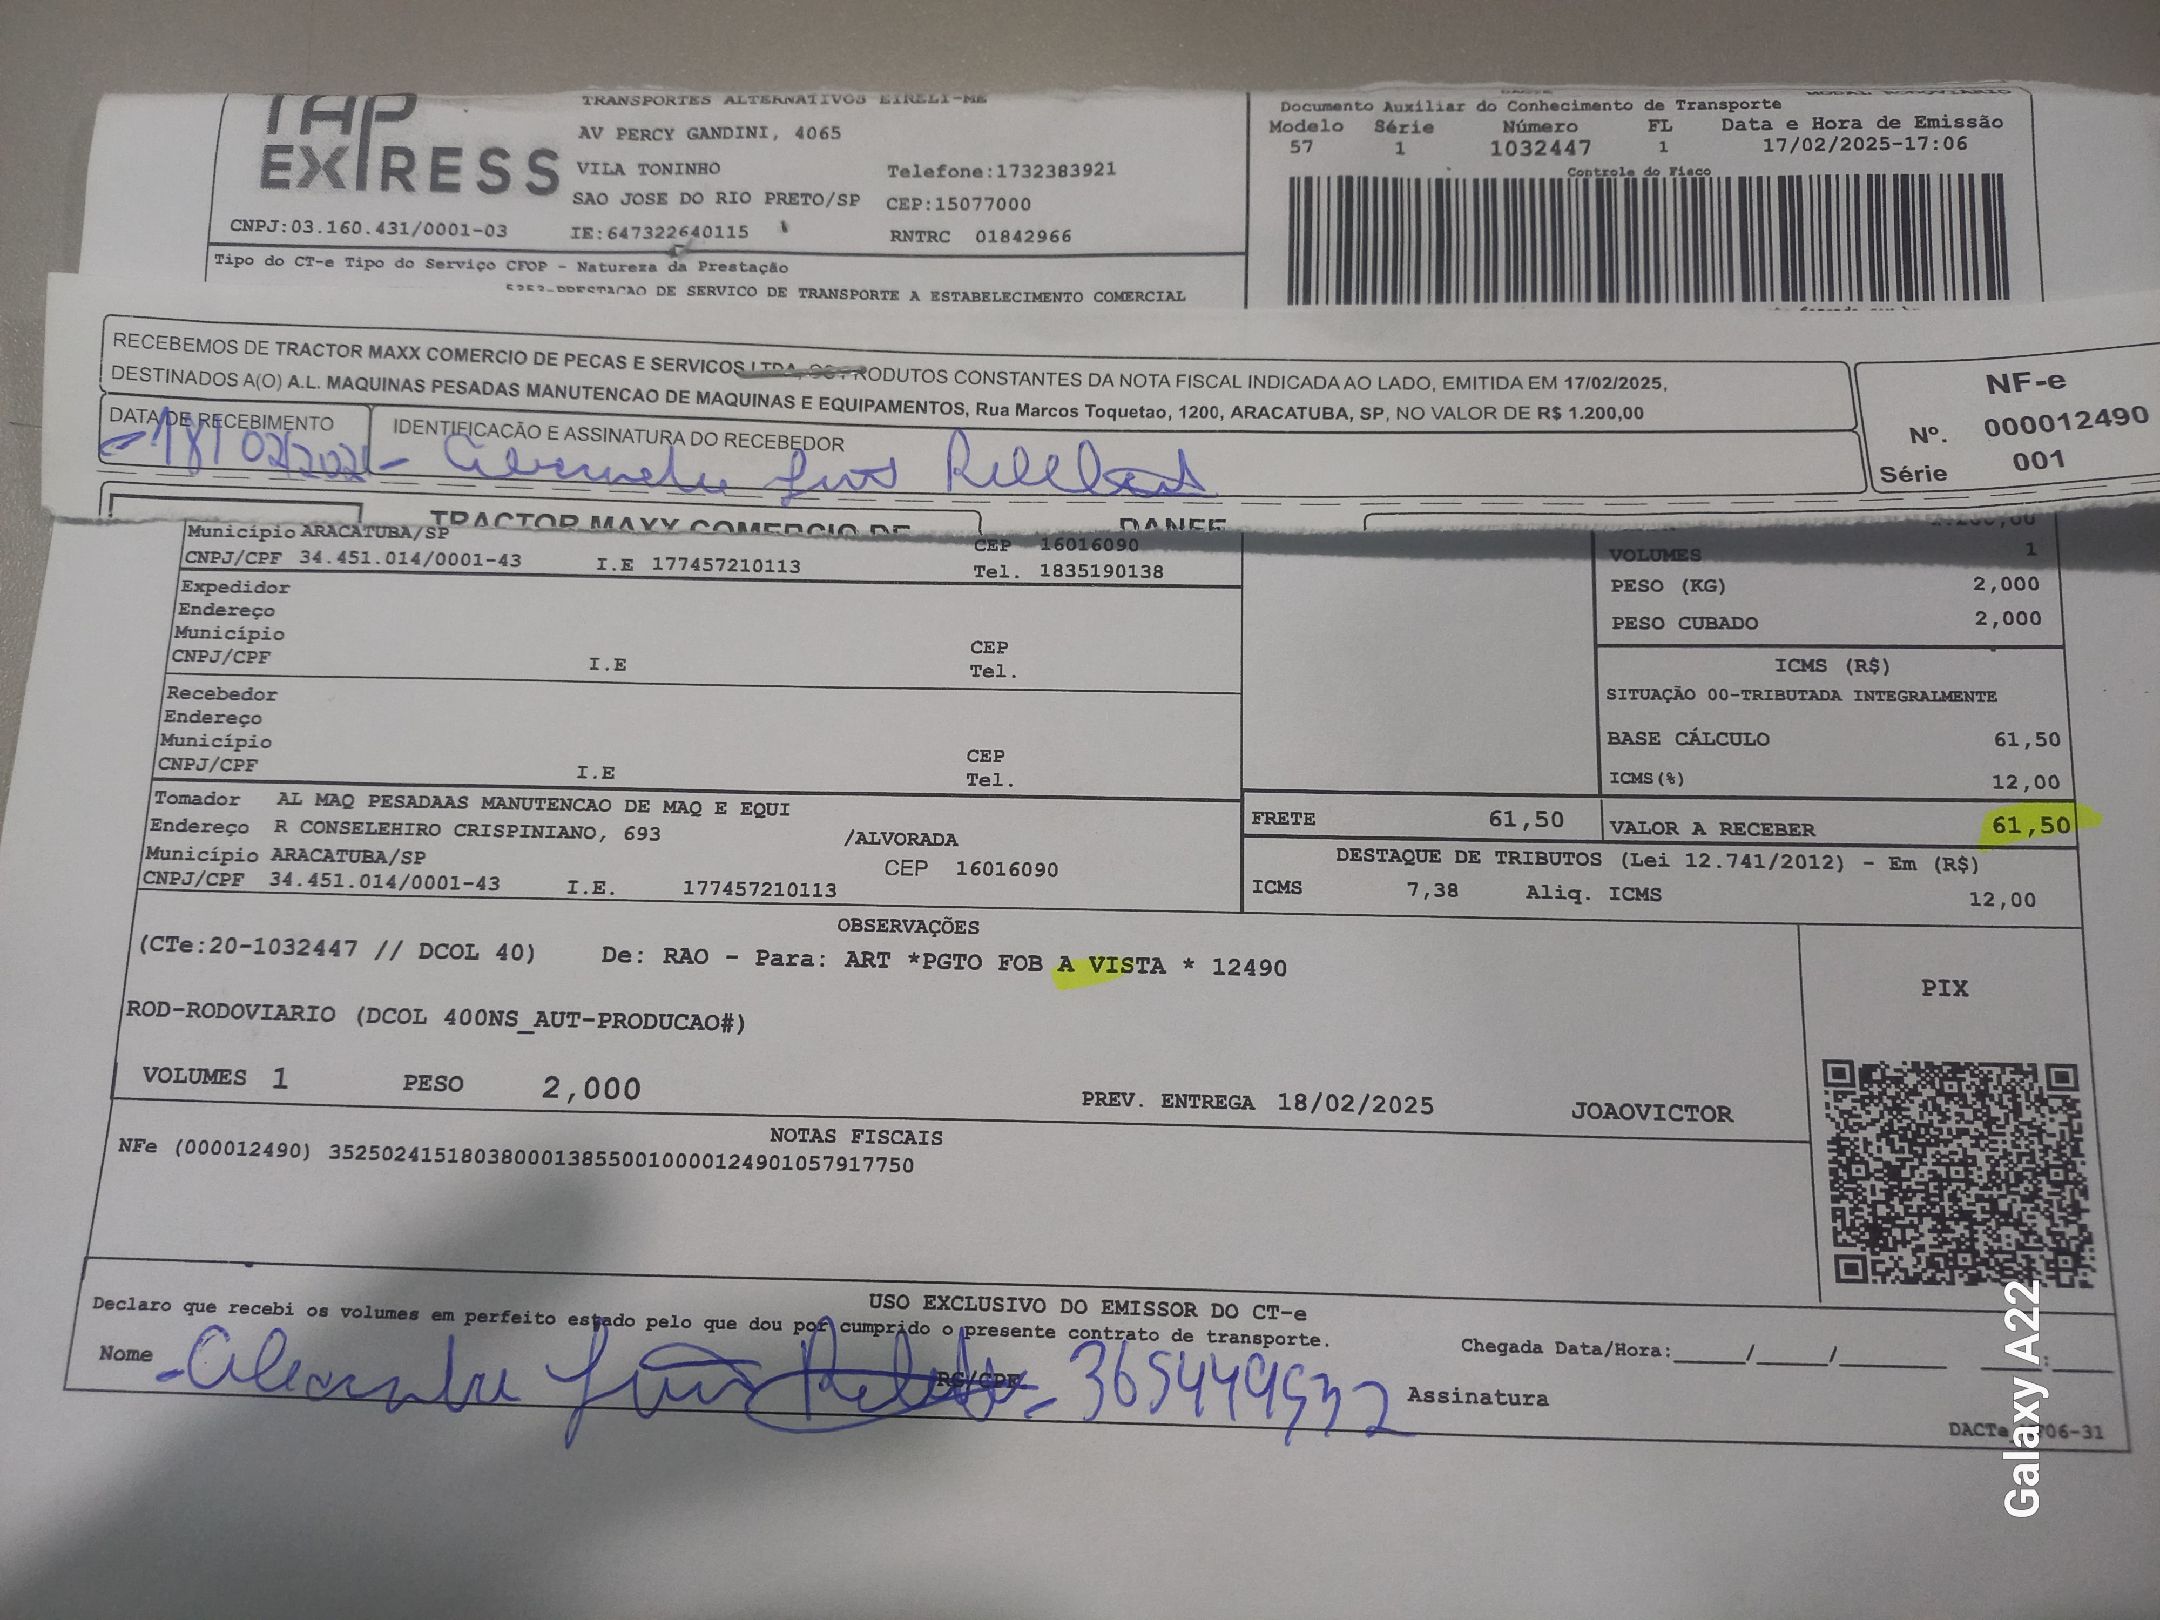 TAP
EXPRESS
TRANSPORTES ALTERNATIVOS EIRELI-ME
AV PERCY GANDINI, 4065
VILA TONINHO Telefone:1732383921
SAO JOSE DO RIO PRETO/SP CEP:15077000
CNPJ:03.160.431/0001-03 IE:647322640115 RNTRC 01842966
Tipo do CT-e Tipo do Serviço CFOP - Natureza da Prestação
5353-PRESTACAO DE SERVICO DE TRANSPORTE A ESTABELECIMENTO COMERCIAL
Documento Auxiliar do Conhecimento de Transporte
Modelo Série Número FL Data e Hora de Emissão
57 1 1032447 1 17/02/2025-17:06
Controle do Fisco
RECEBEMOS DE TRACTOR MAXX COMERCIO DE PECAS E SERVICOS LTDA, OS PRODUTOS CONSTANTES DA NOTA FISCAL INDICADA AO LADO, EMITIDA EM 17/02/2025,
DESTINADOS A(O) A.L. MAQUINAS PESADAS MANUTENCAO DE MAQUINAS E EQUIPAMENTOS, Rua Marcos Toquetao, 1200, ARACATUBA, SP, NO VALOR DE R$ 1.200,00
DATA DE RECEBIMENTO IDENTIFICAÇÃO E ASSINATURA DO RECEBEDOR
NF-e
Nº. 000012490
Série 001
TRACTOR MAXX COMERCIO DE DANFE
Município ARACATUBA/SP CEP 16016090
CNPJ/CPF 34.451.014/0001-43 I.E 177457210113 Tel. 1835190138
Expedidor
Endereço
Município CEP
CNPJ/CPF I.E Tel.
Recebedor
Endereço
Município CEP
CNPJ/CPF I.E Tel.
Tomador AL MAQ PESADAAS MANUTENCAO DE MAQ E EQUI
Endereço R CONSELEHIRO CRISPINIANO, 693 /ALVORADA
Município ARACATUBA/SP CEP 16016090
CNPJ/CPF 34.451.014/0001-43 I.E. 177457210113
VOLUMES 1
PESO (KG) 2,000
PESO CUBADO 2,000
ICMS (R$)
SITUAÇÃO 00-TRIBUTADA INTEGRALMENTE
BASE CÁLCULO 61,50
ICMS(%) 12,00
FRETE 61,50 VALOR A RECEBER 61,50
DESTAQUE DE TRIBUTOS (Lei 12.741/2012) - Em (R$)
ICMS 7,38 Aliq. ICMS 12,00
OBSERVAÇÕES
(CTe:20-1032447 // DCOL 40) De: RAO - Para: ART *PGTO FOB A VISTA * 12490
ROD-RODOVIARIO (DCOL 400NS_AUT-PRODUCAO#)
PIX
VOLUMES 1 PESO 2,000 PREV. ENTREGA 18/02/2025 JOAOVICTOR
NOTAS FISCAIS
NFe (000012490) 35250241518038000138550010000124901057917750
USO EXCLUSIVO DO EMISSOR DO CT-e
Declaro que recebi os volumes em perfeito estado pelo que dou por cumprido o presente contrato de transporte.
Chegada Data/Hora:_____/_____/________ ____:____
Nome RG/CPF Assinatura
Galaxy A22